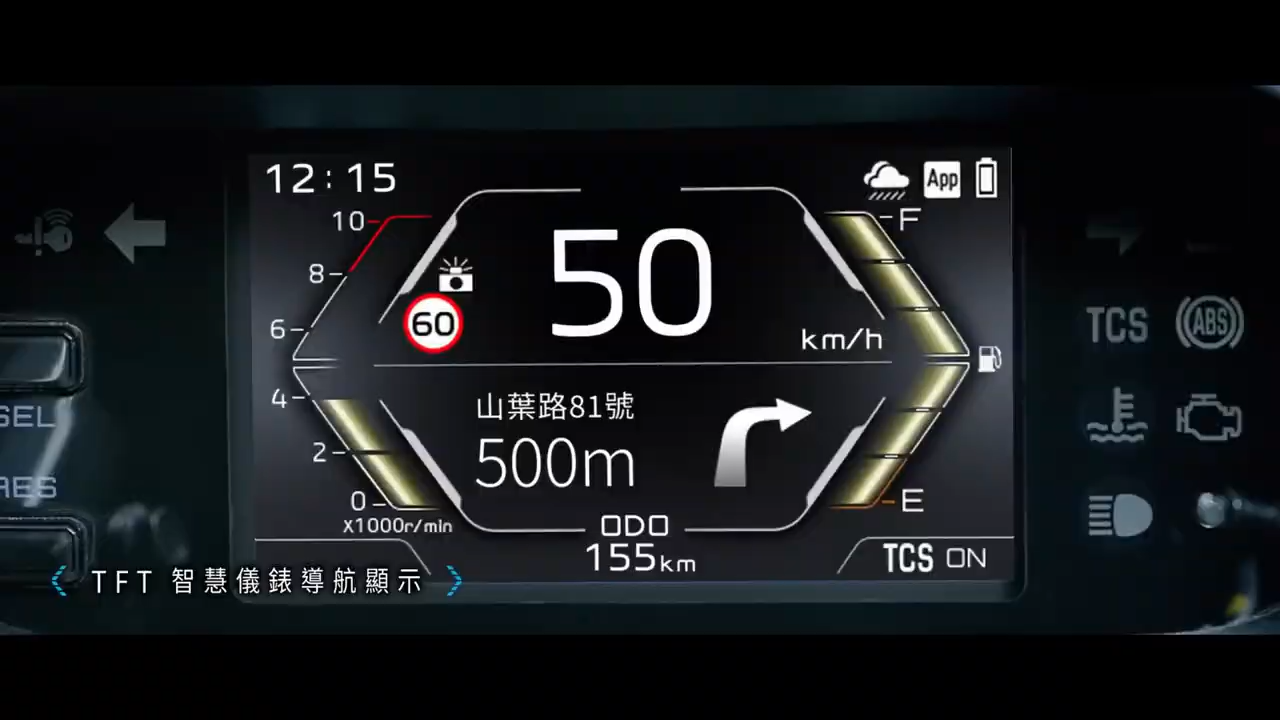 12:15
App
10
F
8
60
50
6
km/h
TCS
ABS
4
SEL
山葉路81號
2
500m
RES
0
E
X1000r/min
ODO
155km
TCS ON
TFT 智慧儀錶導航顯示